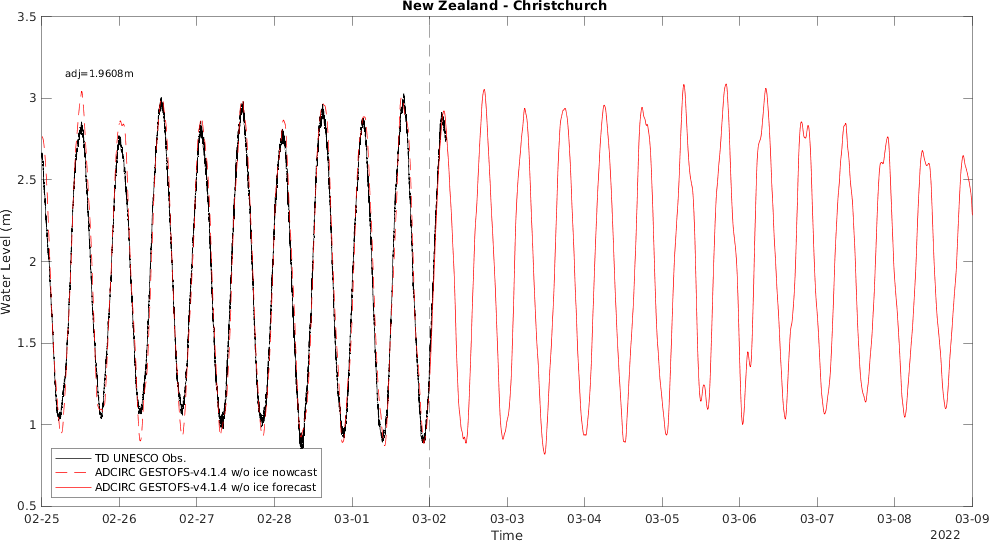 New Zealand - Christchurch
3.5
adj=1.9608m
3
2.5
2
1.5
1
0.5
Water Level (m)
TD UNESCO Obs.
ADCIRC GESTOFS-v4.1.4 w/o ice nowcast
ADCIRC GESTOFS-v4.1.4 w/o ice forecast
02-25 02-26 02-27 02-28 03-01 03-02 03-03 03-04 03-05 03-06 03-07 03-08 03-09
Time
2022